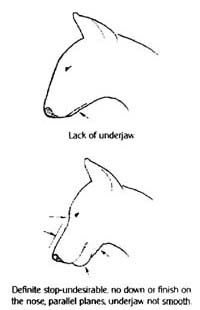 Lack of underjaw
Definite stop-undesirable, no down or finish on
the nose, parallel planes, underjaw not smooth.